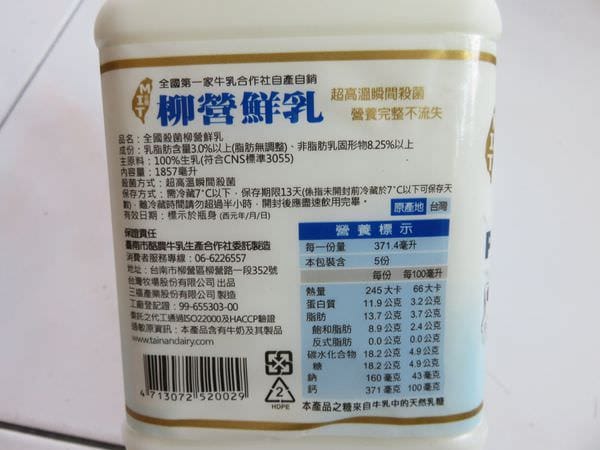 MIT
全國第一家牛乳合作社自產自銷
柳營鮮乳
超高溫瞬間殺菌
營養完整不流失
品名：全國殺菌柳營鮮乳
成份：乳脂肪含量3.0%以上(脂肪無調整)、非脂肪乳固形物8.25%以上
主原料：100%生乳(符合CNS標準3055)
內容量：1857毫升
殺菌方式：超高溫瞬間殺菌
保存方式：需冷藏7℃以下，保存期限13天(係指未開封前冷藏於7℃以下可保存天
數)，離冷藏時間請勿超過半小時，開封後應盡速飲用完畢。
有效日期：標示於瓶身 (西元年/月/日)
原產地 台灣
保證責任
臺南市酪農牛乳生產合作社委託製造
消費者服務專線：06-6226557
地址：台南市柳營區柳營路一段352號
台灣牧場股份有限公司 出品
三皇產業股份有限公司 製造
工廠登記證：99-655303-00
委託之代工通過ISO22000及HACCP驗證
過敏原資訊：本產品含有牛奶及其製品
www.tainandairy.com
4 713072 520029
2
HDPE
營養標示
每一份量 371.4毫升
本包裝含 5份
每份 每100毫升
熱量 245 大卡 66 大卡
蛋白質 11.9 公克 3.2 公克
脂肪 13.7 公克 3.7 公克
飽和脂肪 8.9 公克 2.4 公克
反式脂肪 0.0 公克 0.0 公克
碳水化合物 18.2 公克 4.9 公克
糖 18.2 公克 4.9 公克
鈉 160 毫克 43 毫克
鈣 371 毫克 100 毫克
本產品之糖來自牛乳中的天然乳糖